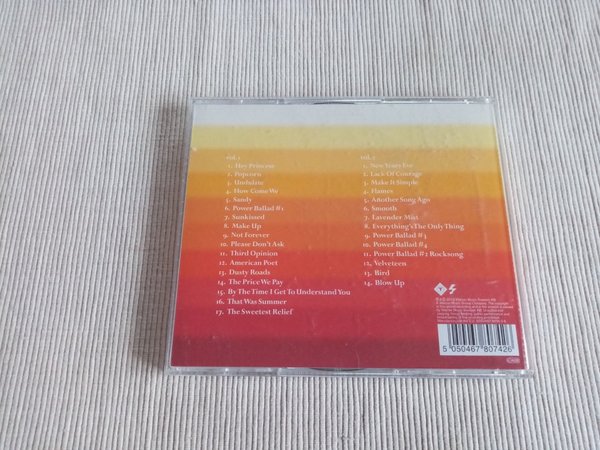 vol. 1
1. Hey Princess
2. Popcorn
3. Undulate
4. How Come We
5. Sandy
6. Power Ballad #1
7. Sunkissed
8. Make Up
9. Not Forever
10. Please Don't Ask
11. Third Opinion
12. American Poet
13. Dusty Roads
14. The Price We Pay
15. By The Time I Get To Understand You
16. That Was Summer
17. The Sweetest Relief
vol. 2
1. New Years Eve
2. Lack Of Courage
3. Make It Simple
4. Flames
5. Another Song Ago
6. Smooth
7. Lavender Mist
8. Everything's The Only Thing
9. Power Ballad #3
10. Power Ballad #4
11. Power Ballad #2 Rocksong
12. Velveteen
13. Bird
14. Blow Up
5 050467 807426